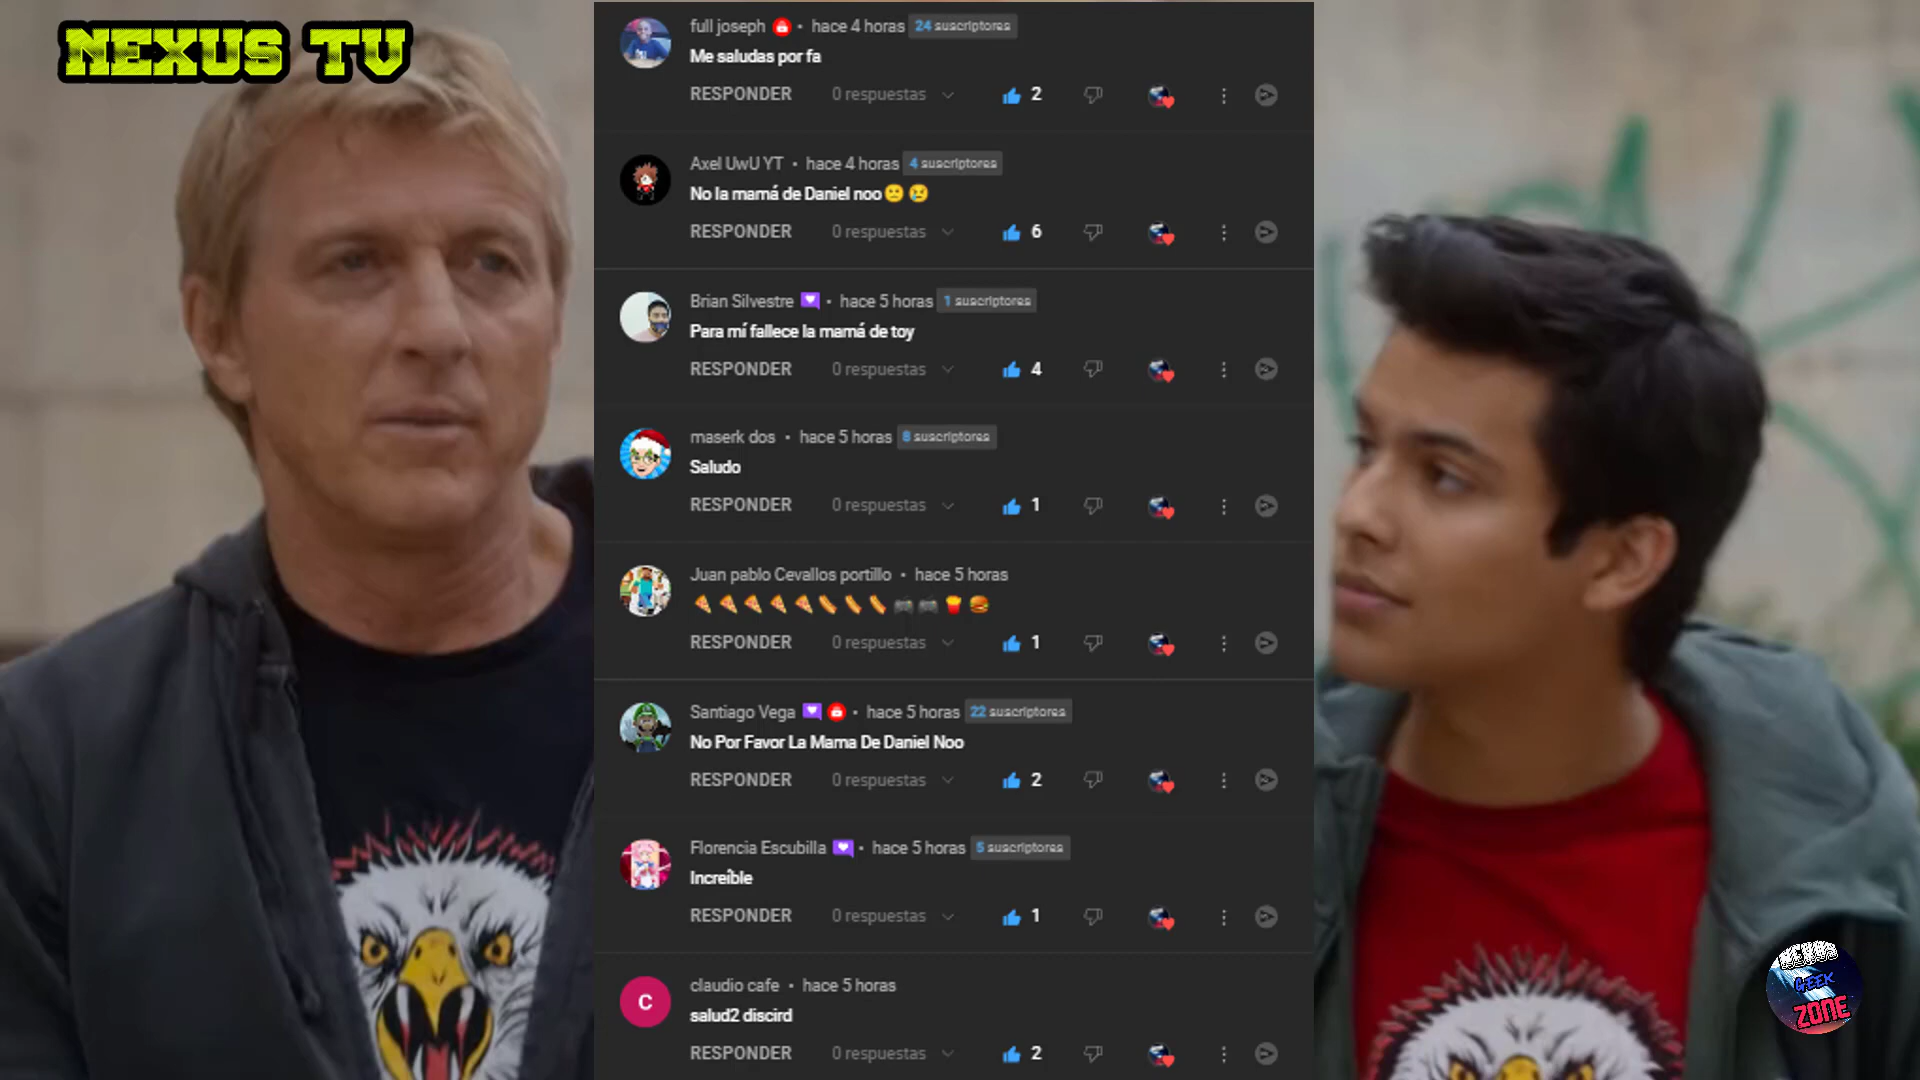 NEXUS TV
full joseph • hace 4 horas 24 suscriptores
Me saludas por fa
RESPONDER 0 respuestas 2
Axel UwU YT • hace 4 horas 4 suscriptores
No la mamá de Daniel noo🙁😢
RESPONDER 0 respuestas 6
Brian Silvestre • hace 5 horas 1 suscriptores
Para mí fallece la mamá de toy
RESPONDER 0 respuestas 4
maserk dos • hace 5 horas 8 suscriptores
Saludo
RESPONDER 0 respuestas 1
Juan pablo Cevallos portillo • hace 5 horas
🍕🍕🍕🍕🍕🌭🌭🌭🎮🎮🍟🍔
RESPONDER 0 respuestas 1
Santiago Vega • hace 5 horas 22 suscriptores
No Por Favor La Mama De Daniel Noo
RESPONDER 0 respuestas 2
Florencia Escubilla • hace 5 horas 5 suscriptores
Increíble
RESPONDER 0 respuestas 1
C
claudio cafe • hace 5 horas
salud2 discird
RESPONDER 0 respuestas 2
NEXUS
GEEK
ZONE